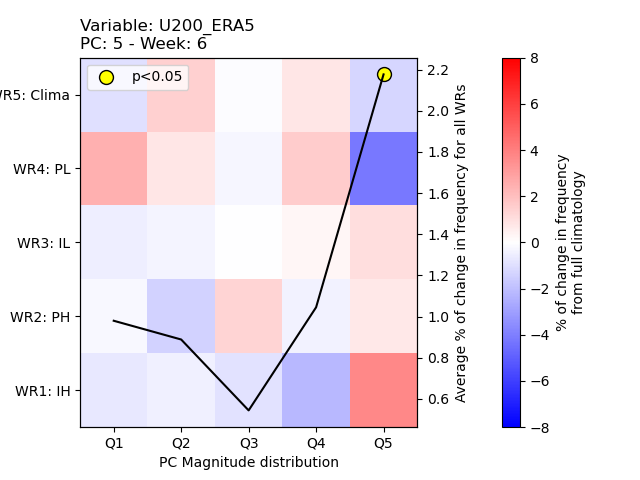 Variable: U200_ERA5
PC: 5 - Week: 6
p<0.05
WR5: Clima
WR4: PL
WR3: IL
WR2: PH
WR1: IH
Q1 Q2 Q3 Q4 Q5
PC Magnitude distribution
2.2
2.0
1.8
1.6
1.4
1.2
1.0
0.8
0.6
Average % of change in frequency for all WRs
8
6
4
2
0
−2
−4
−6
−8
% of change in frequency
from full climatology